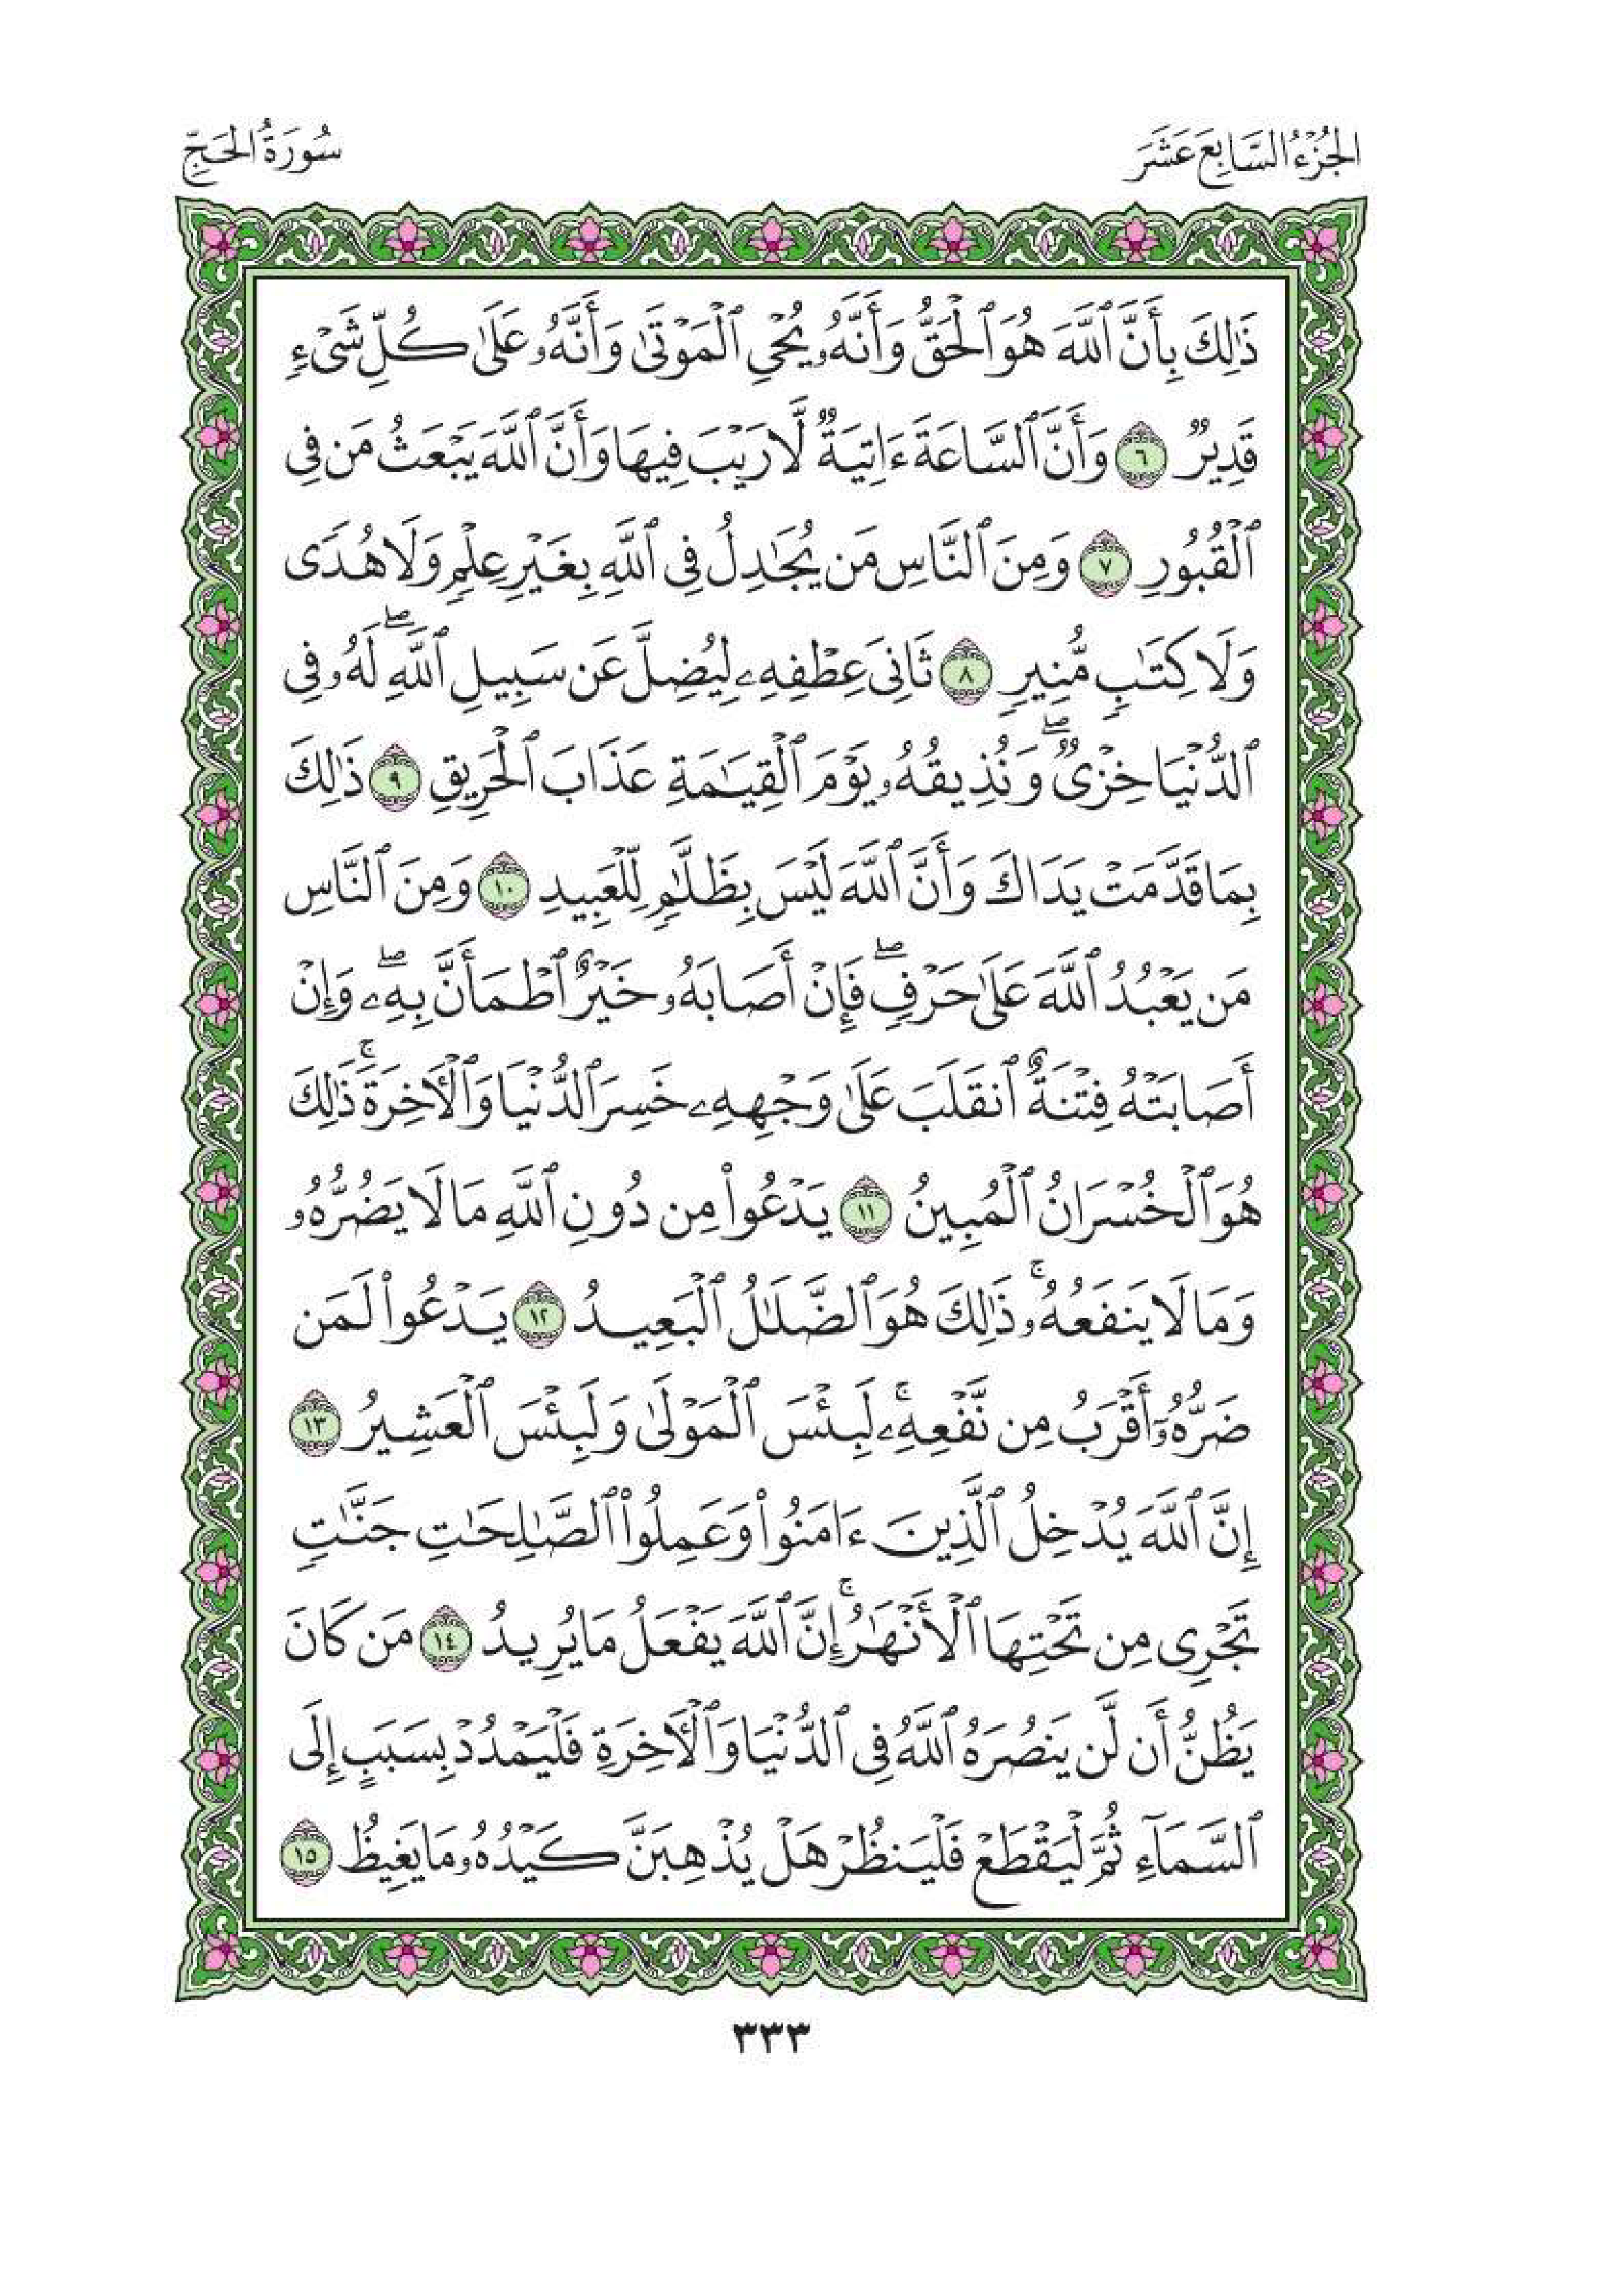 الجُزْءُ السَّابِعَ عَشَرَ
سُورَةُ الحَجِّ
ذَٰلِكَ بِأَنَّ ٱللَّهَ هُوَ ٱلْحَقُّ وَأَنَّهُۥ يُحْىِ ٱلْمَوْتَىٰ وَأَنَّهُۥ عَلَىٰ كُلِّ شَىْءٍ
قَدِيرٌ ٦ وَأَنَّ ٱلسَّاعَةَ ءَاتِيَةٌ لَّا رَيْبَ فِيهَا وَأَنَّ ٱللَّهَ يَبْعَثُ مَن فِى
ٱلْقُبُورِ ٧ وَمِنَ ٱلنَّاسِ مَن يُجَٰدِلُ فِى ٱللَّهِ بِغَيْرِ عِلْمٍ وَلَا هُدًى
وَلَا كِتَٰبٍ مُّنِيرٍ ٨ ثَانِىَ عِطْفِهِۦ لِيُضِلَّ عَن سَبِيلِ ٱللَّهِ ۖ لَهُۥ فِى
ٱلدُّنْيَا خِزْىٌ ۖ وَنُذِيقُهُۥ يَوْمَ ٱلْقِيَٰمَةِ عَذَابَ ٱلْحَرِيقِ ٩ ذَٰلِكَ
بِمَا قَدَّمَتْ يَدَاكَ وَأَنَّ ٱللَّهَ لَيْسَ بِظَلَّٰمٍ لِّلْعَبِيدِ ١٠ وَمِنَ ٱلنَّاسِ
مَن يَعْبُدُ ٱللَّهَ عَلَىٰ حَرْفٍ ۖ فَإِنْ أَصَابَهُۥ خَيْرٌ ٱطْمَأَنَّ بِهِۦ ۖ وَإِنْ
أَصَابَتْهُ فِتْنَةٌ ٱنقَلَبَ عَلَىٰ وَجْهِهِۦ خَسِرَ ٱلدُّنْيَا وَٱلْءَاخِرَةَ ۚ ذَٰلِكَ
هُوَ ٱلْخُسْرَانُ ٱلْمُبِينُ ١١ يَدْعُوا۟ مِن دُونِ ٱللَّهِ مَا لَا يَضُرُّهُۥ
وَمَا لَا يَنفَعُهُۥ ۚ ذَٰلِكَ هُوَ ٱلضَّلَٰلُ ٱلْبَعِيدُ ١٢ يَدْعُوا۟ لَمَن
ضَرُّهُۥٓ أَقْرَبُ مِن نَّفْعِهِۦ ۚ لَبِئْسَ ٱلْمَوْلَىٰ وَلَبِئْسَ ٱلْعَشِيرُ ١٣
إِنَّ ٱللَّهَ يُدْخِلُ ٱلَّذِينَ ءَامَنُوا۟ وَعَمِلُوا۟ ٱلصَّٰلِحَٰتِ جَنَّٰتٍ
تَجْرِى مِن تَحْتِهَا ٱلْأَنْهَٰرُ ۚ إِنَّ ٱللَّهَ يَفْعَلُ مَا يُرِيدُ ١٤ مَن كَانَ
يَظُنُّ أَن لَّن يَنصُرَهُ ٱللَّهُ فِى ٱلدُّنْيَا وَٱلْءَاخِرَةِ فَلْيَمْدُدْ بِسَبَبٍ إِلَى
ٱلسَّمَآءِ ثُمَّ لْيَقْطَعْ فَلْيَنظُرْ هَلْ يُذْهِبَنَّ كَيْدُهُۥ مَا يَغِيظُ ١٥
٣٣٣